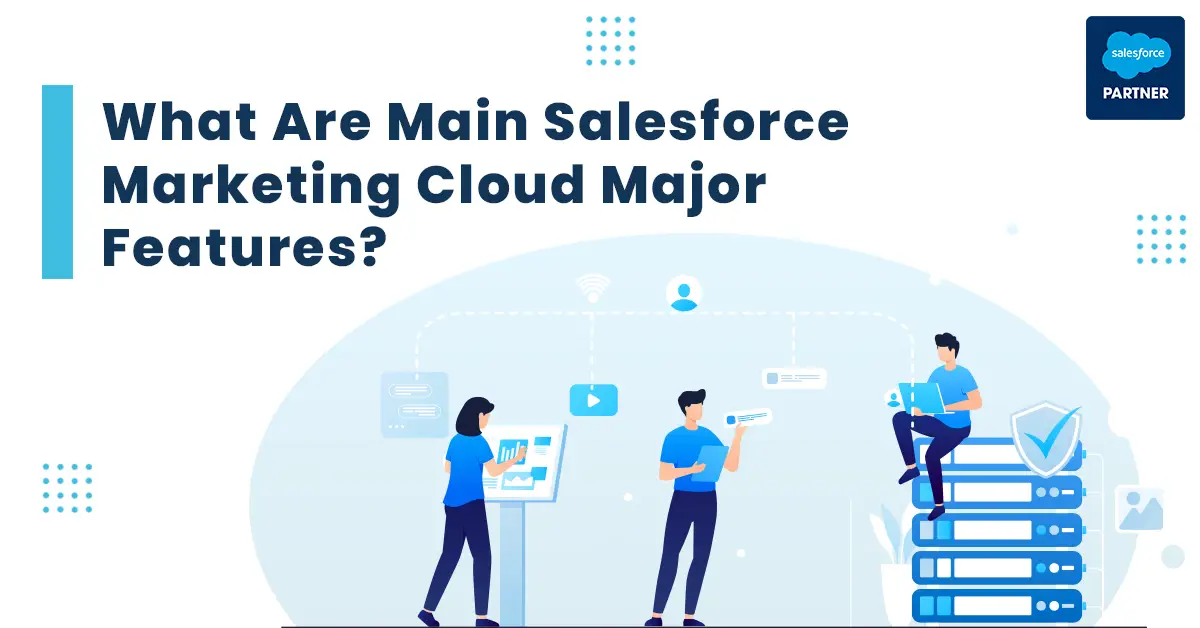 What Are Main Salesforce
Marketing Cloud Major
Features?
salesforce
PARTNER